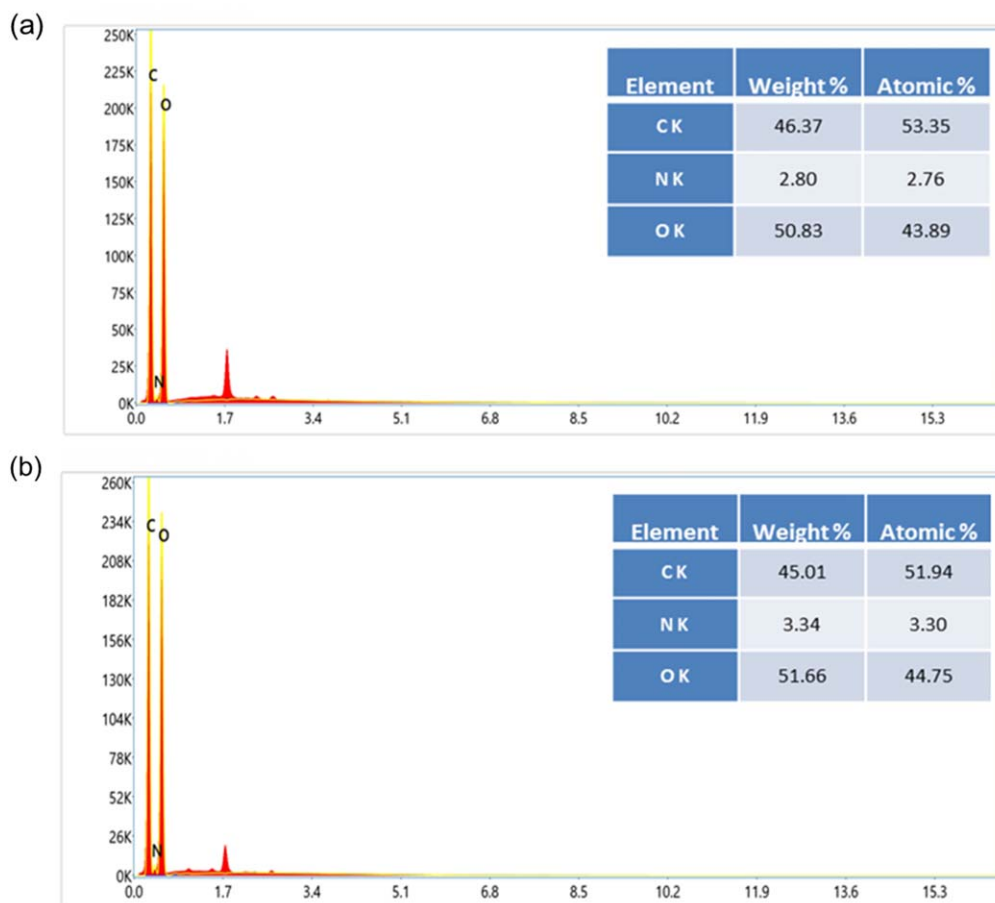 (a)
250K
225K
200K
175K
150K
125K
100K
75K
50K
25K
0K
C
O
N
0.0 1.7 3.4 5.1 6.8 8.5 10.2 11.9 13.6 15.3
Element Weight % Atomic %
C K 46.37 53.35
N K 2.80 2.76
O K 50.83 43.89
(b)
260K
234K
208K
182K
156K
130K
104K
78K
52K
26K
0K
C
O
N
0.0 1.7 3.4 5.1 6.8 8.5 10.2 11.9 13.6 15.3
Element Weight % Atomic %
C K 45.01 51.94
N K 3.34 3.30
O K 51.66 44.75